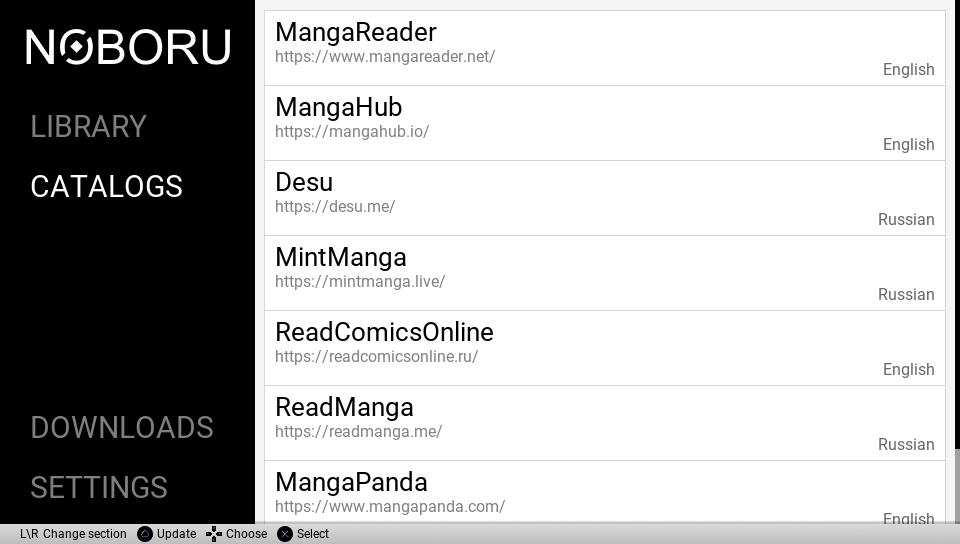 NOBORU
LIBRARY
CATALOGS
DOWNLOADS
SETTINGS
MangaReader
https://www.mangareader.net/
English
MangaHub
https://mangahub.io/
English
Desu
https://desu.me/
Russian
MintManga
https://mintmanga.live/
Russian
ReadComicsOnline
https://readcomicsonline.ru/
English
ReadManga
https://readmanga.me/
Russian
MangaPanda
https://www.mangapanda.com/
English
L\R Change section Update Choose Select